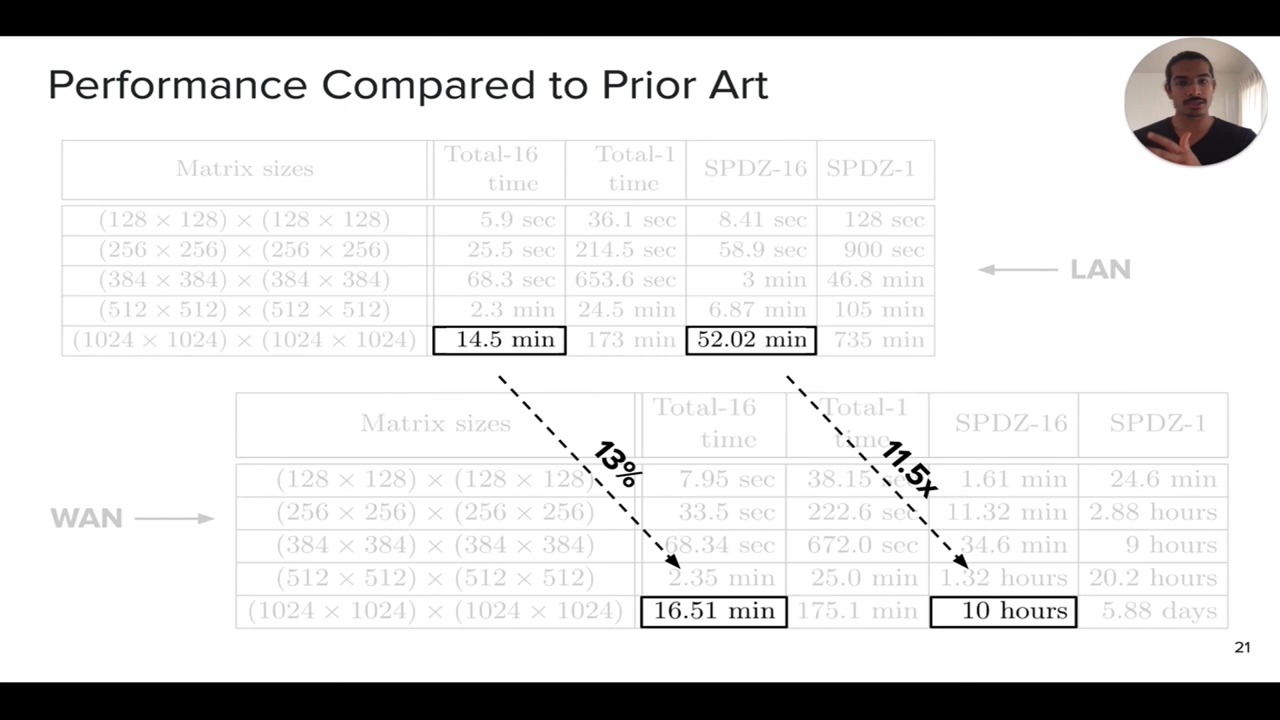 Performance Compared to Prior Art
Matrix sizes Total-16 time Total-1 time SPDZ-16 SPDZ-1
(128 × 128) × (128 × 128) 5.9 sec 36.1 sec 8.41 sec 128 sec
(256 × 256) × (256 × 256) 25.5 sec 214.5 sec 58.9 sec 900 sec
(384 × 384) × (384 × 384) 68.3 sec 653.6 sec 3 min 46.8 min
(512 × 512) × (512 × 512) 2.3 min 24.5 min 6.87 min 105 min
(1024 × 1024) × (1024 × 1024) 14.5 min 173 min 52.02 min 735 min
LAN
13%
11.5x
WAN
Matrix sizes Total-16 time Total-1 time SPDZ-16 SPDZ-1
(128 × 128) × (128 × 128) 7.95 sec 38.15 sec 1.61 min 24.6 min
(256 × 256) × (256 × 256) 33.5 sec 222.6 sec 11.32 min 2.88 hours
(384 × 384) × (384 × 384) 68.34 sec 672.0 sec 34.6 min 9 hours
(512 × 512) × (512 × 512) 2.35 min 25.0 min 1.32 hours 20.2 hours
(1024 × 1024) × (1024 × 1024) 16.51 min 175.1 min 10 hours 5.88 days
21